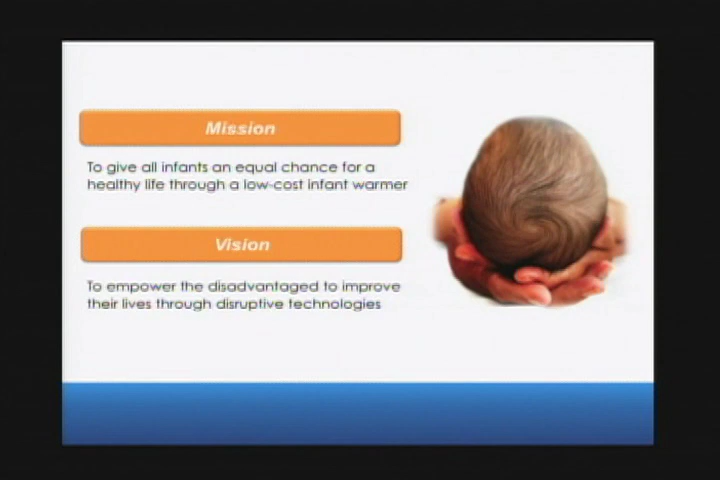 Mission
To give all infants an equal chance for a
healthy life through a low-cost infant warmer
Vision
To empower the disadvantaged to improve
their lives through disruptive technologies